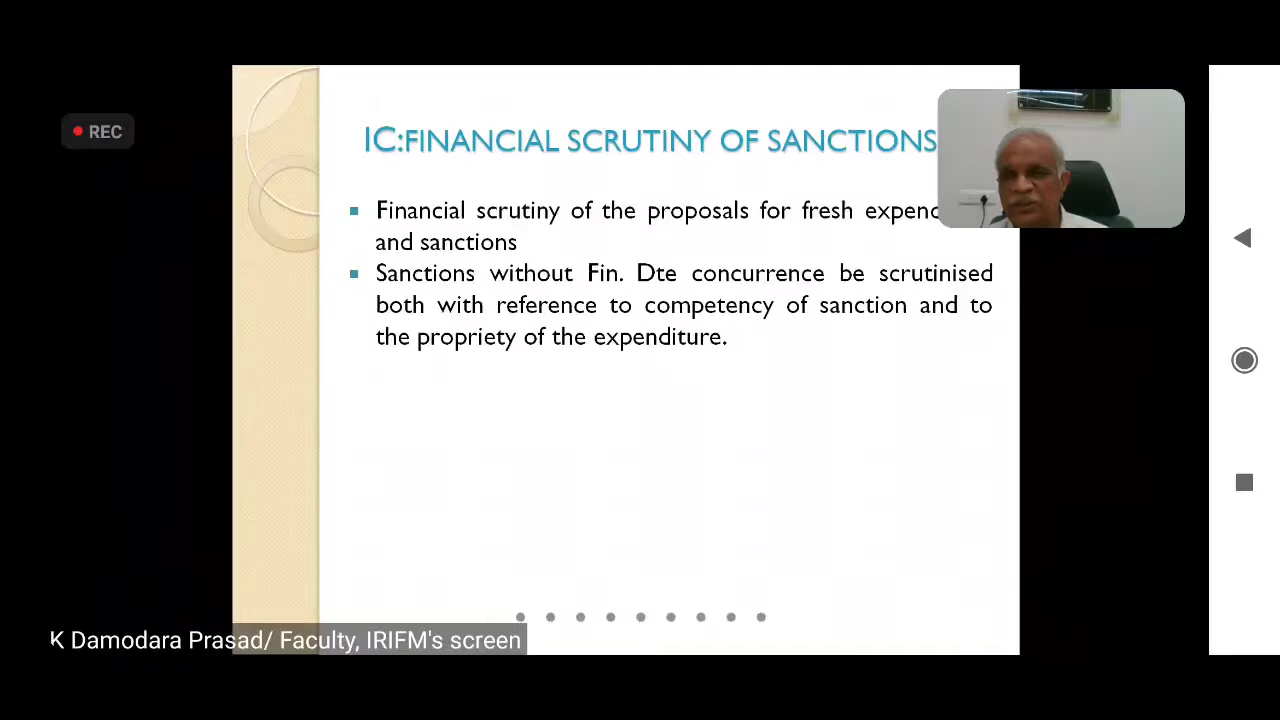 REC
IC:FINANCIAL SCRUTINY OF SANCTIONS
Financial scrutiny of the proposals for fresh
and sanctions
Sanctions without Fin. Dte concurrence be scrutinised
both with reference to competency of sanction and to
the propriety of the expenditure.
K Damodara Prasad/ Faculty, IRIFM's screen